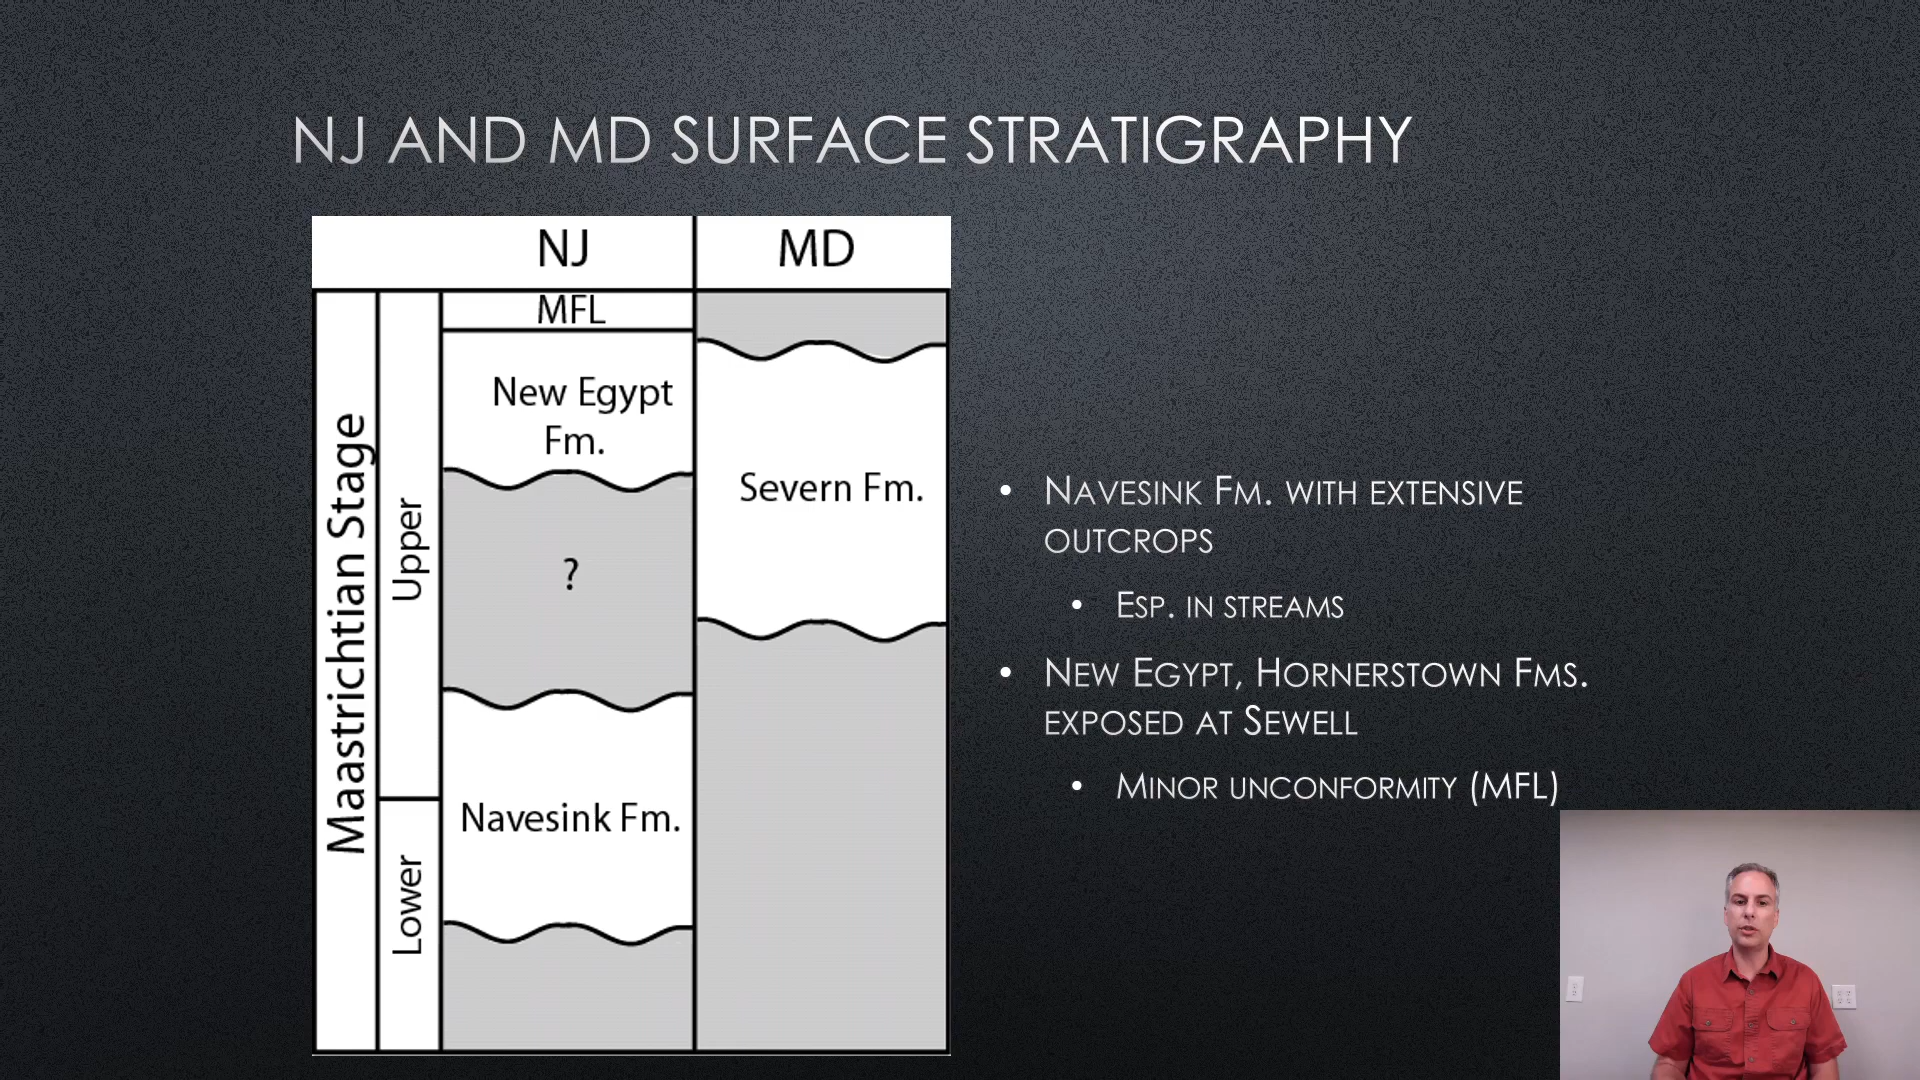 NJ AND MD SURFACE STRATIGRAPHY
NJ
MD
Maastrichtian Stage
Upper
Lower
MFL
New Egypt
Fm.
?
Navesink Fm.
Severn Fm.
• NAVESINK FM. WITH EXTENSIVE
OUTCROPS
• ESP. IN STREAMS
• NEW EGYPT, HORNERSTOWN FMS.
EXPOSED AT SEWELL
• MINOR UNCONFORMITY (MFL)